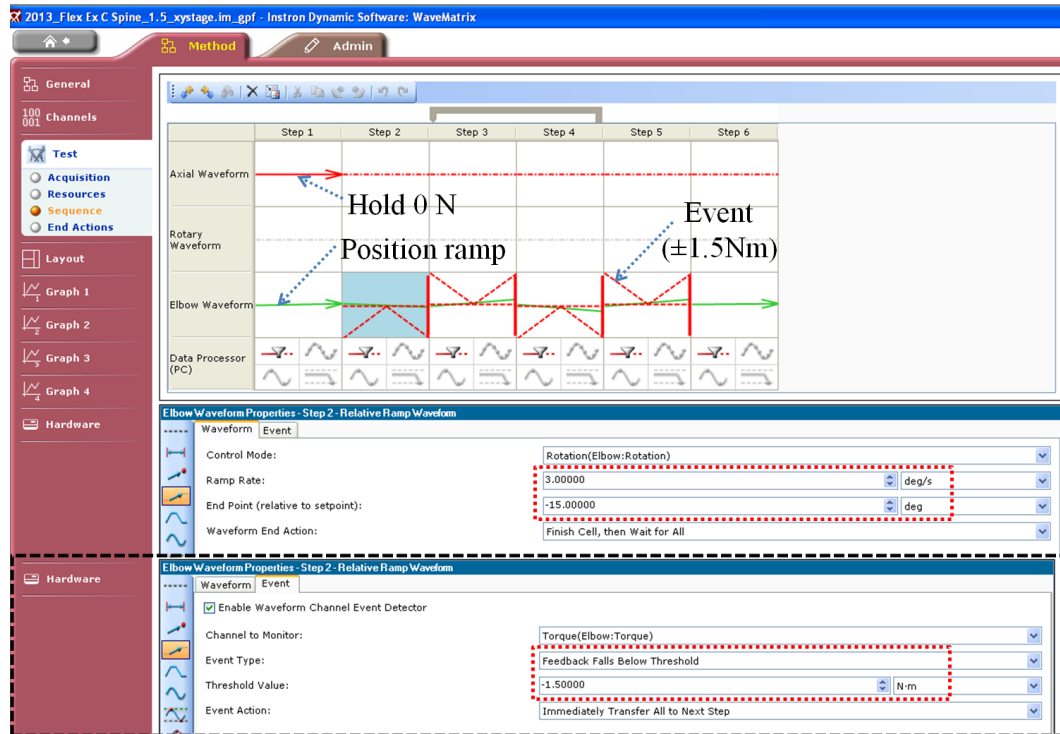 2013_Flex Ex C Spine_1.5_xystage.im_gpf - Instron Dynamic Software: WaveMatrix
Method
Admin
General
100
001
Channels
Test
Acquisition
Resources
Sequence
End Actions
Layout
1
Graph 1
2
Graph 2
3
Graph 3
4
Graph 4
Hardware
Step 1
Step 2
Step 3
Step 4
Step 5
Step 6
Axial Waveform
Hold 0 N
Event
Rotary
Waveform
Position ramp
(±1.5Nm)
Elbow Waveform
Data Processor
(PC)
Elbow Waveform Properties - Step 2 - Relative Ramp Waveform
Waveform
Event
Control Mode:
Rotation(Elbow:Rotation)
Ramp Rate:
3.00000
deg/s
End Point (relative to setpoint):
-15.00000
deg
Waveform End Action:
Finish Cell, then Wait for All
Hardware
Elbow Waveform Properties - Step 2 - Relative Ramp Waveform
Waveform
Event
Enable Waveform Channel Event Detector
Channel to Monitor:
Torque(Elbow:Torque)
Event Type:
Feedback Falls Below Threshold
Threshold Value:
-1.50000
N·m
Event Action:
Immediately Transfer All to Next Step